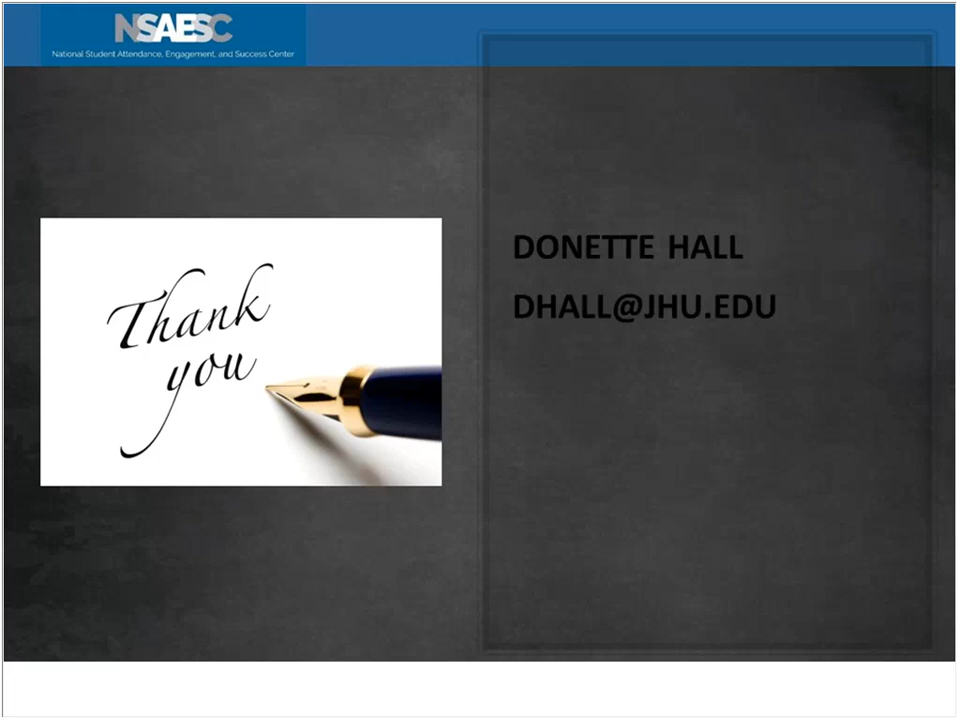 NSAESC
National Student Attendance, Engagement, and Success Center
Thank
you
DONETTE HALL
DHALL@JHU.EDU